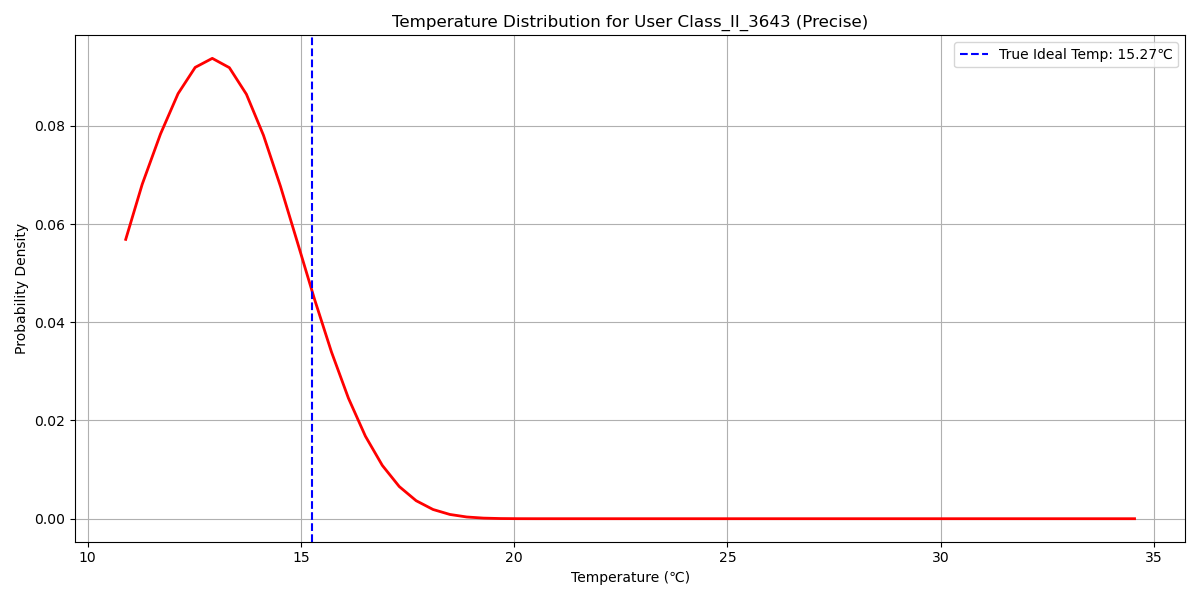 Temperature Distribution for User Class_II_3643 (Precise)
True Ideal Temp: 15.27℃
Probability Density
0.08
0.06
0.04
0.02
0.00
10 15 20 25 30 35
Temperature (℃)